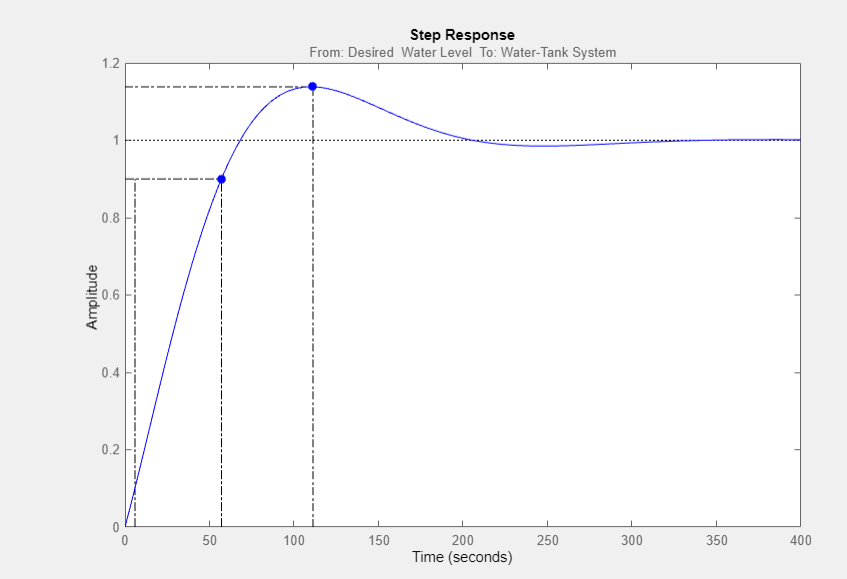 Step Response
From: Desired  Water Level  To: Water-Tank System
1.2
1
0.8
0.6
0.4
0.2
0
Amplitude
0 50 100 150 200 250 300 350 400
Time (seconds)